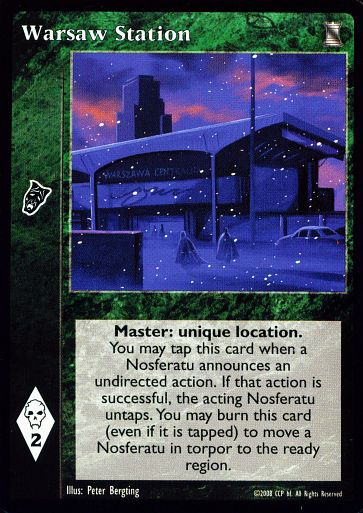 Warsaw Station
WARSZAWA CENTRALNA
Master: unique location.
You may tap this card when a
Nosferatu announces an
undirected action. If that action is
successful, the acting Nosferatu
untaps. You may burn this card
(even if it is tapped) to move a
Nosferatu in torpor to the ready
region.
2
Illus: Peter Bergting
©2008 CCP hf. All Rights Reserved